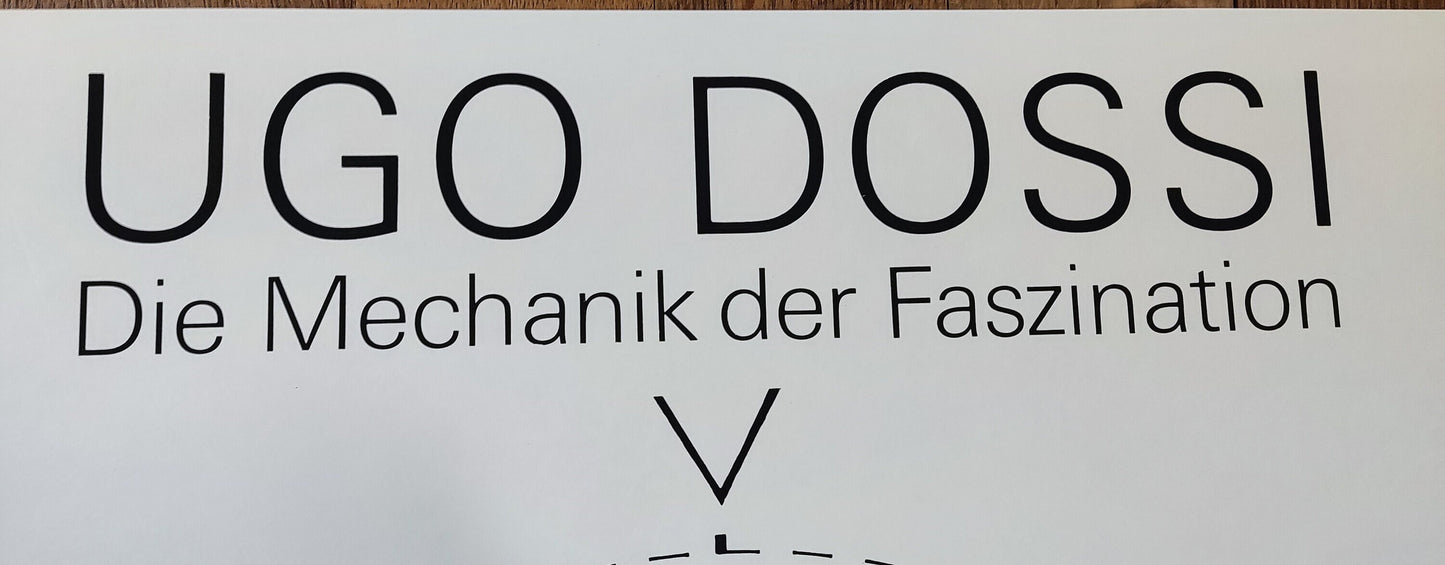 UGO DOSSI
Die Mechanik der Faszination